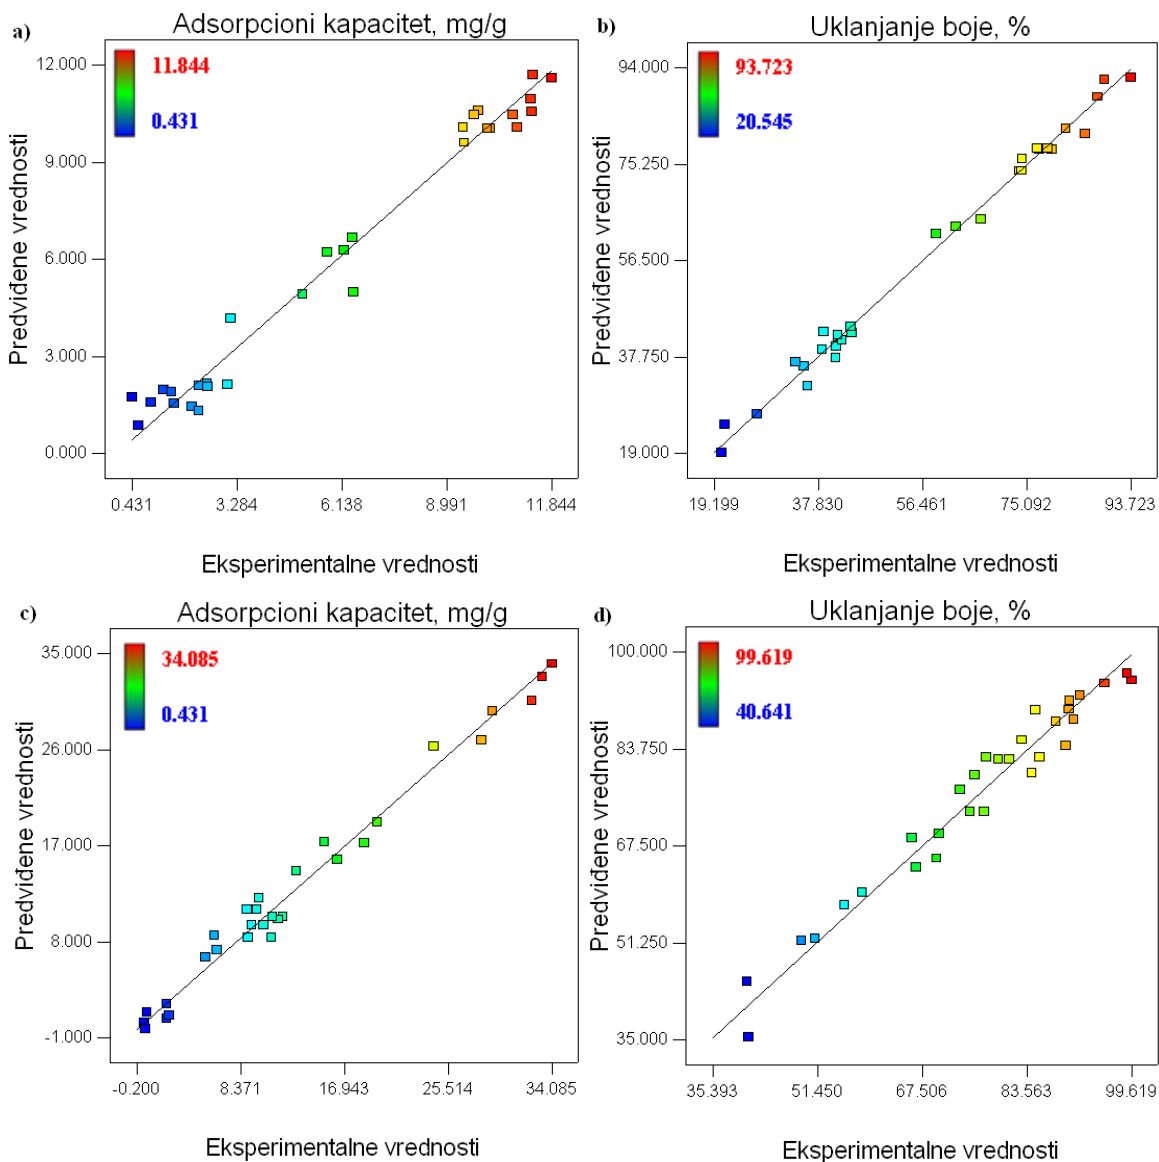 a)
Adsorpcioni kapacitet, mg/g
11.844
0.431
Predviđene vrednosti
12.000
9.000
6.000
3.000
0.000
0.431 3.284 6.138 8.991 11.844
Eksperimentalne vrednosti
b)
Uklanjanje boje, %
93.723
20.545
Predviđene vrednosti
94.000
75.250
56.500
37.750
19.000
19.199 37.830 56.461 75.092 93.723
Eksperimentalne vrednosti
c)
Adsorpcioni kapacitet, mg/g
34.085
0.431
Predviđene vrednosti
35.000
26.000
17.000
8.000
-1.000
-0.200 8.371 16.943 25.514 34.085
Eksperimentalne vrednosti
d)
Uklanjanje boje, %
99.619
40.641
Predviđene vrednosti
100.000
83.750
67.500
51.250
35.000
35.393 51.450 67.506 83.563 99.619
Eksperimentalne vrednosti